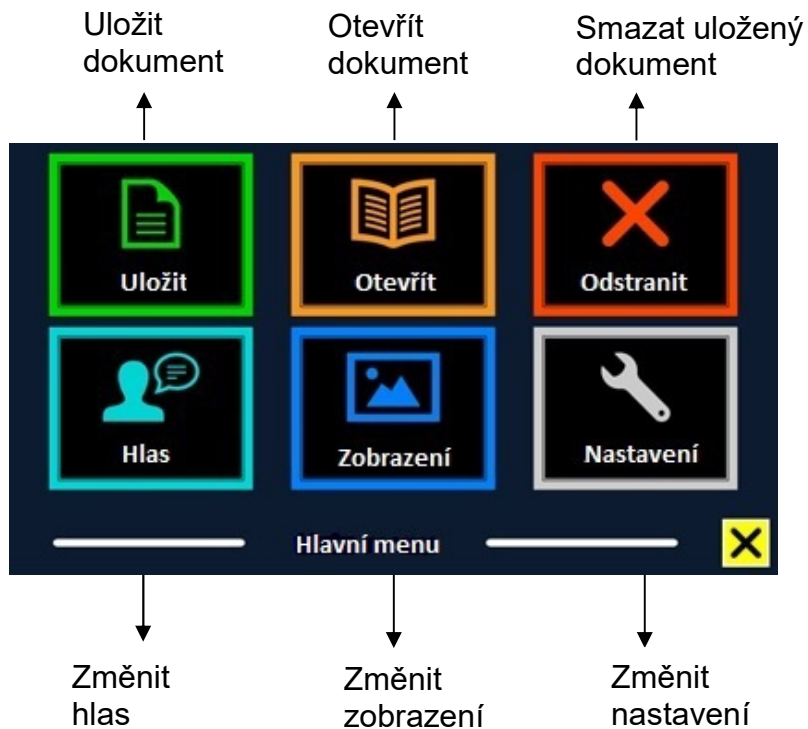 Uložit
dokument
Otevřít
dokument
Smazat uložený
dokument
Uložit
Otevřít
Odstranit
Hlas
Zobrazení
Nastavení
Hlavní menu
Změnit
hlas
Změnit
zobrazení
Změnit
nastavení